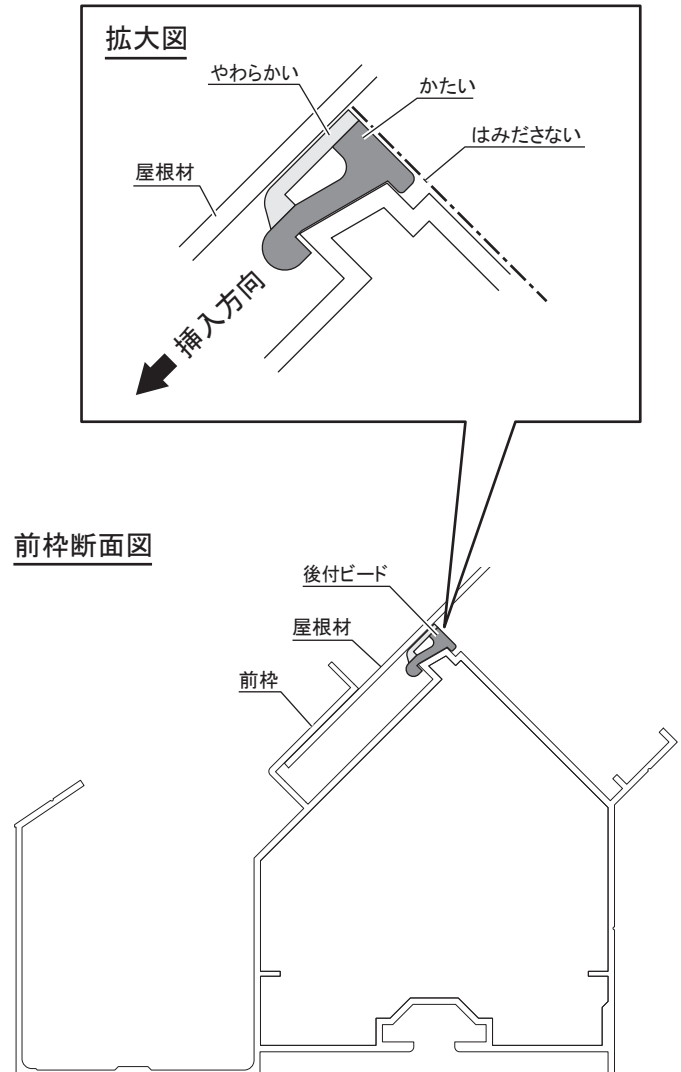 拡大図
やわらかい
かたい
はみださない
屋根材
挿入方向
前枠断面図
後付ビード
屋根材
前枠